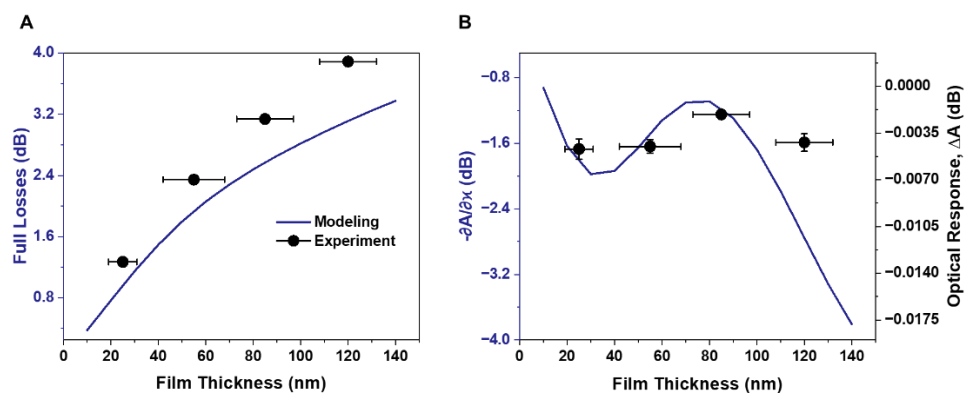 A
Full Losses (dB)
4.0
3.2
2.4
1.6
0.8
Modeling
Experiment
0 20 40 60 80 100 120 140
Film Thickness (nm)
B
-∂A/∂ϰ (dB)
−0.8
−1.6
−2.4
−3.2
−4.0
0 20 40 60 80 100 120 140
Film Thickness (nm)
0.0000
−0.0035
−0.0070
−0.0105
−0.0140
−0.0175
Optical Response, ΔA (dB)